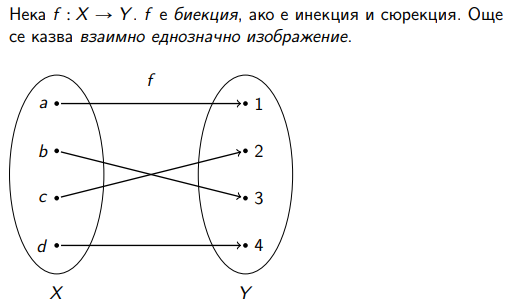 Нека f : X → Y. f е биекция, ако е инекция и сюрекция. Още
се казва взаимно еднозначно изображение.
f
a 1
b 2
c 3
d 4
X Y